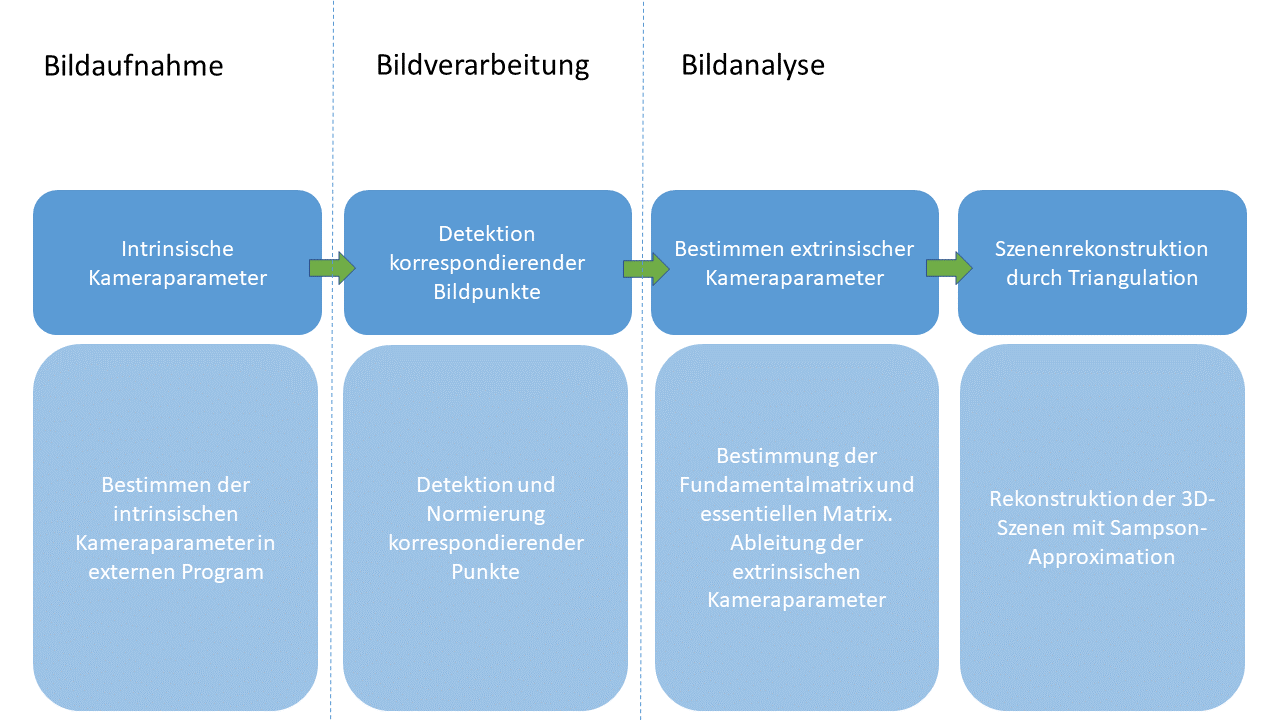 Bildaufnahme
Bildverarbeitung
Bildanalyse
Intrinsische
Kameraparameter
Detektion
korrespondierender
Bildpunkte
Bestimmen extrinsischer
Kameraparameter
Szenenrekonstruktion
durch Triangulation
Bestimmen der
intrinsischen
Kameraparameter in
externen Program
Detektion und
Normierung
korrespondierender
Punkte
Bestimmung der
Fundamentalmatrix und
essentiellen Matrix.
Ableitung der
extrinsischen
Kameraparameter
Rekonstruktion der 3D-
Szenen mit Sampson-
Approximation